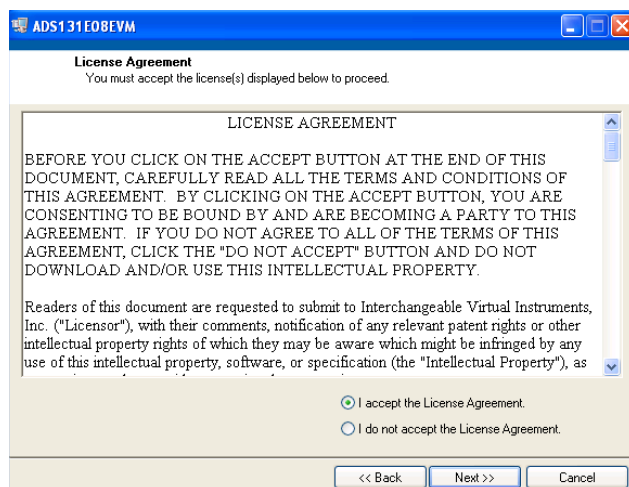 ADS131E08EVM
License Agreement
You must accept the license(s) displayed below to proceed.
LICENSE AGREEMENT
BEFORE YOU CLICK ON THE ACCEPT BUTTON AT THE END OF THIS
DOCUMENT, CAREFULLY READ ALL THE TERMS AND CONDITIONS OF
THIS AGREEMENT.  BY CLICKING ON THE ACCEPT BUTTON, YOU ARE
CONSENTING TO BE BOUND BY AND ARE BECOMING A PARTY TO THIS
AGREEMENT.  IF YOU DO NOT AGREE TO ALL OF THE TERMS OF THIS
AGREEMENT, CLICK THE "DO NOT ACCEPT" BUTTON AND DO NOT
DOWNLOAD AND/OR USE THIS INTELLECTUAL PROPERTY.
Readers of this document are requested to submit to Interchangeable Virtual Instruments,
Inc. ("Licensor"), with their comments, notification of any relevant patent rights or other
intellectual property rights of which they may be aware which might be infringed by any
use of this intellectual property, software, or specification (the "Intellectual Property"), as
I accept the License Agreement.
I do not accept the License Agreement.
<< Back
Next >>
Cancel